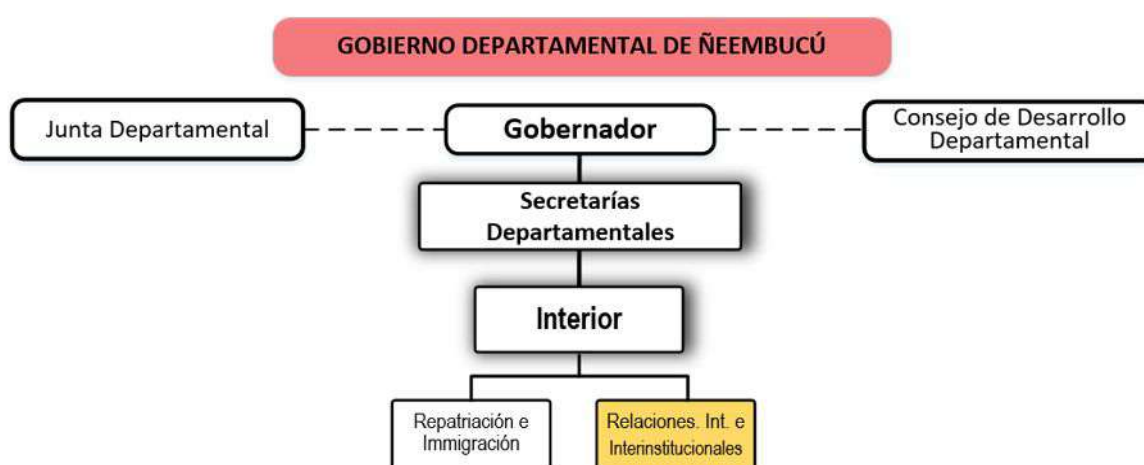 GOBIERNO DEPARTAMENTAL DE ÑEEMBUCÚ
Junta Departamental
Gobernador
Consejo de Desarrollo
Departamental
Secretarías
Departamentales
Interior
Repatriación e
Immigración
Relaciones. Int. e
Interinstitucionales